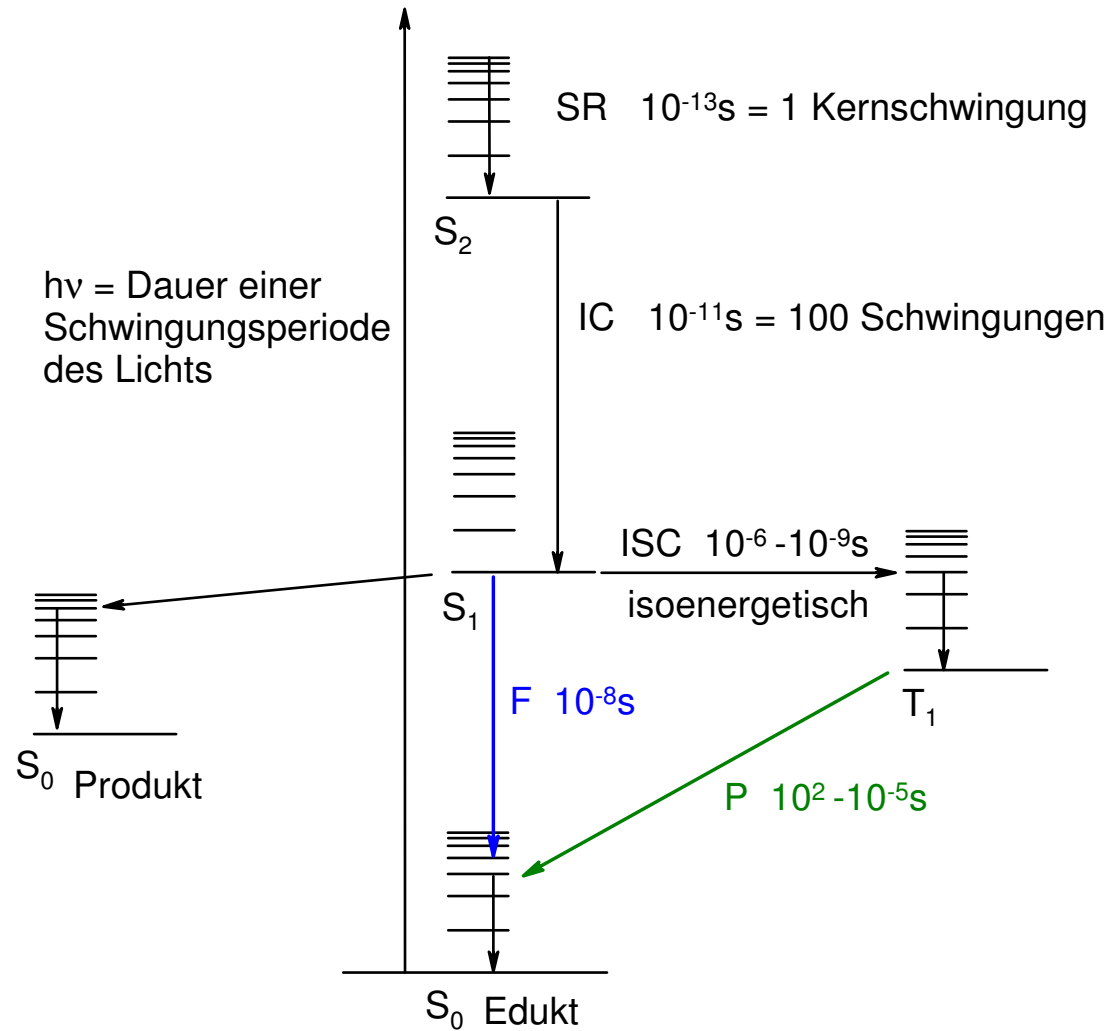 SR 10⁻¹³s = 1 Kernschwingung
S₂
hν = Dauer einer
Schwingungsperiode
des Lichts
IC 10⁻¹¹s = 100 Schwingungen
ISC 10⁻⁶ -10⁻⁹s
isoenergetisch
S₁
T₁
F 10⁻⁸s
S₀ Produkt
P 10² -10⁻⁵s
S₀ Edukt